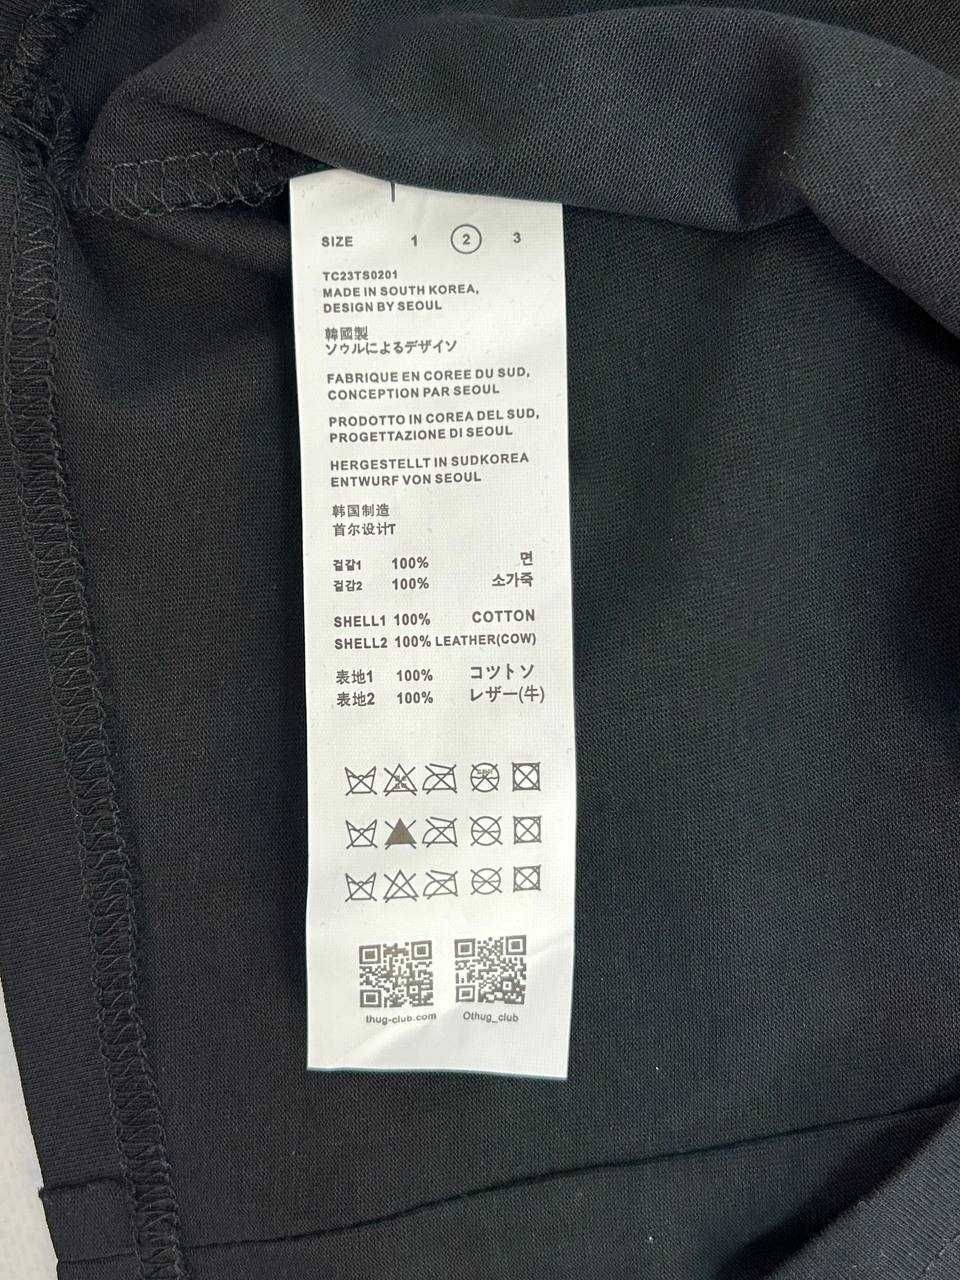 SIZE 1 2 3
TC23TS0201
MADE IN SOUTH KOREA,
DESIGN BY SEOUL
韓國製
ソウルによるデザイソ
FABRIQUE EN COREE DU SUD,
CONCEPTION PAR SEOUL
PRODOTTO IN COREA DEL SUD,
PROGETTAZIONE DI SEOUL
HERGESTELLT IN SUDKOREA
ENTWURF VON SEOUL
韩国制造
首尔设计T
겉감1 100% 면
겉감2 100% 소가죽
SHELL1 100% COTTON
SHELL2 100% LEATHER(COW)
表地1 100% コツトソ
表地2 100% レザー(牛)
thug-club.com Othug_club